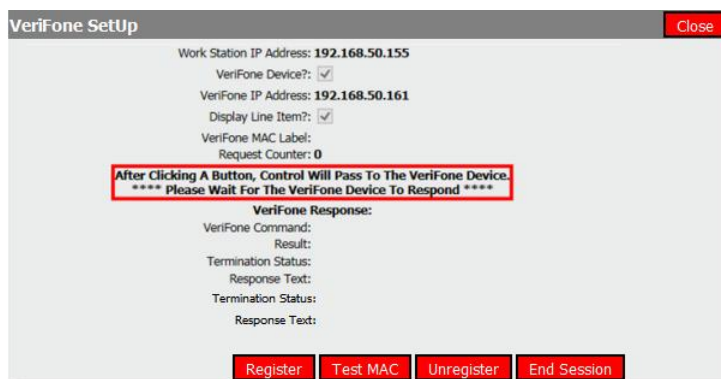 VeriFone SetUp Close
Work Station IP Address: 192.168.50.155
VeriFone Device?:
VeriFone IP Address: 192.168.50.161
Display Line Item?:
VeriFone MAC Label:
Request Counter: 0
After Clicking A Button, Control Will Pass To The VeriFone Device.
**** Please Wait For The VeriFone Device To Respond ****
VeriFone Response:
VeriFone Command:
Result:
Termination Status:
Response Text:
Termination Status:
Response Text:
Register Test MAC Unregister End Session